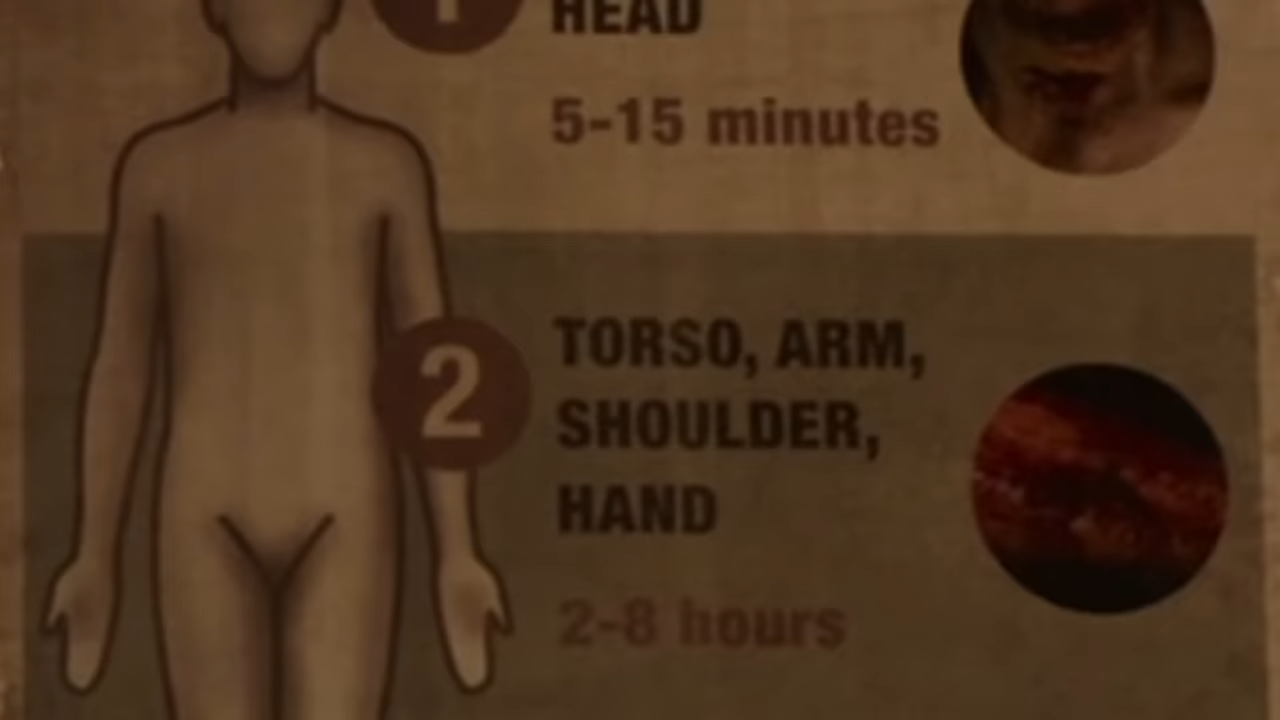 1
HEAD
5-15 minutes
2
TORSO, ARM,
SHOULDER,
HAND
2-8 hours